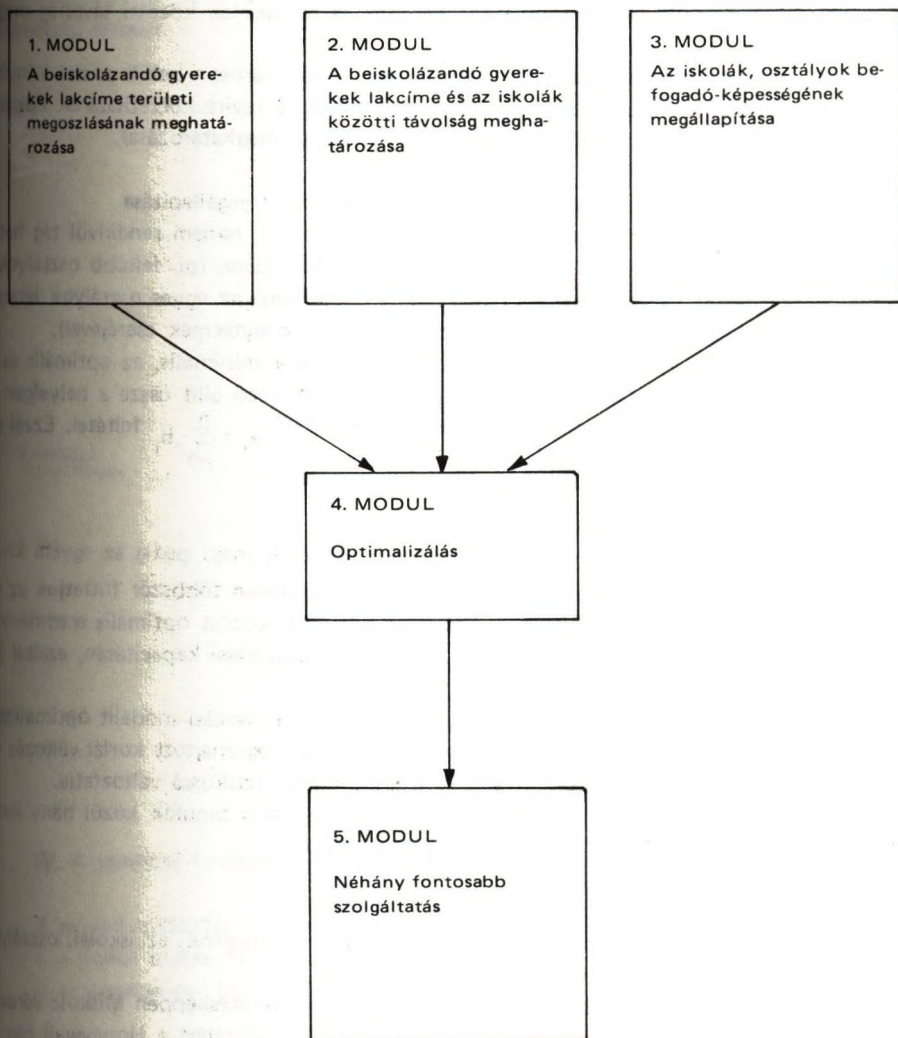 1. MODUL
A beiskolázandó gyere-
kek lakcíme területi
megoszlásának meghatá-
rozása
2. MODUL
A beiskolázandó gyere-
kek lakcíme és az iskolák
közötti távolság megha-
tározása
3. MODUL
Az iskolák, osztályok be-
fogadó-képességének
megállapítása
4. MODUL
Optimalizálás
5. MODUL
Néhány fontosabb
szolgáltatás